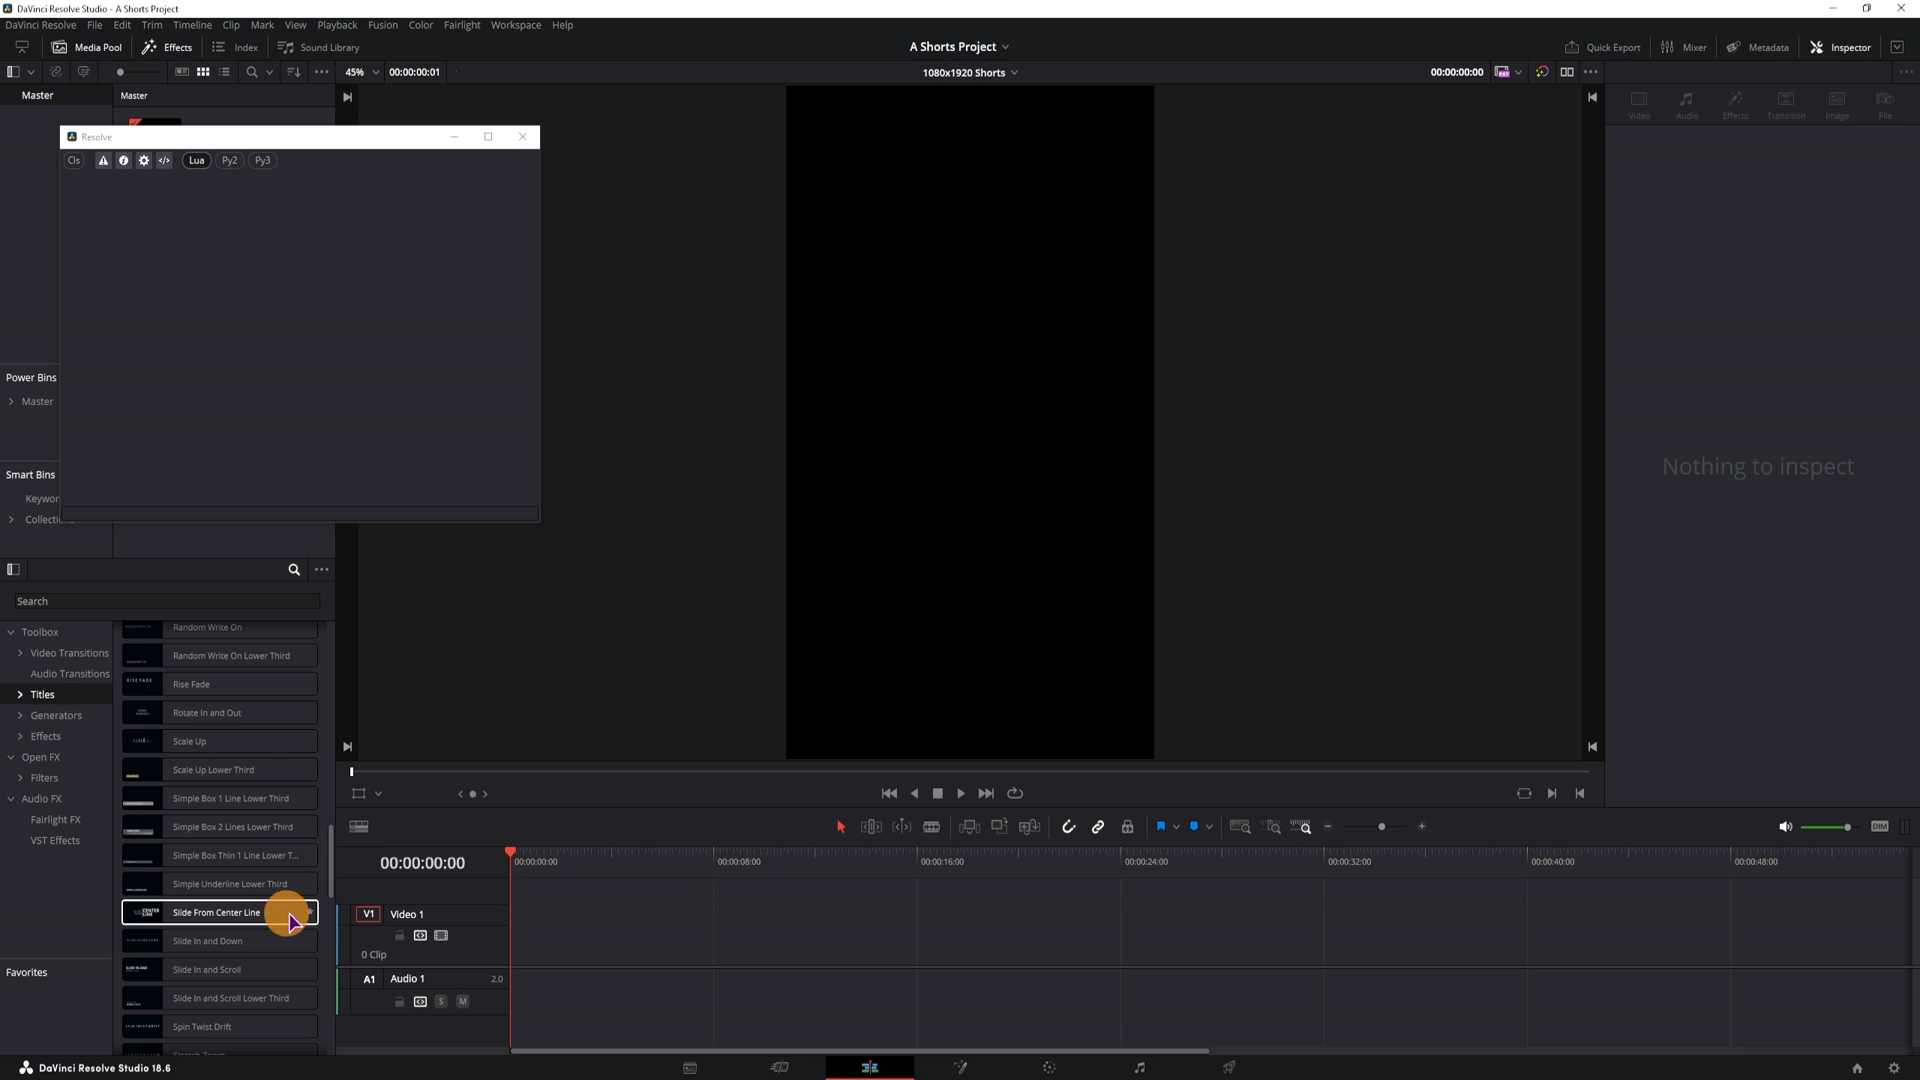 DaVinci Resolve Studio - A Shorts Project
DaVinci Resolve File Edit Trim Timeline Clip Mark View Playback Fusion Color Fairlight Workspace Help
Media Pool Effects Index Sound Library A Shorts Project Quick Export Mixer Metadata Inspector
45% 00:00:00:01 1080x1920 Shorts 00:00:00:00
Master Master
Video Audio Effects Transition Image File
Resolve
Cls Lua Py2 Py3
Power Bins
Master
Nothing to inspect
Smart Bins
Keywor
Collecti
Search
Toolbox
Video Transitions
Audio Transitions
Titles
Generators
Effects
Open FX
Filters
Audio FX
Fairlight FX
VST Effects
Favorites
Random Write On
Random Write On Lower Third
Rise Fade
Rotate In and Out
Scale Up
Scale Up Lower Third
Simple Box 1 Line Lower Third
Simple Box 2 Lines Lower Third
Simple Box Thin 1 Line Lower T...
Simple Underline Lower Third
Slide From Center Line
Slide In and Down
Slide In and Scroll
Slide In and Scroll Lower Third
Spin Twist Drift
DIM
00:00:00:00 00:00:00:00 00:00:08:00 00:00:16:00 00:00:24:00 00:00:32:00 00:00:40:00 00:00:48:00
V1 Video 1
0 Clip
A1 Audio 1 2.0
S M
DaVinci Resolve Studio 18.6